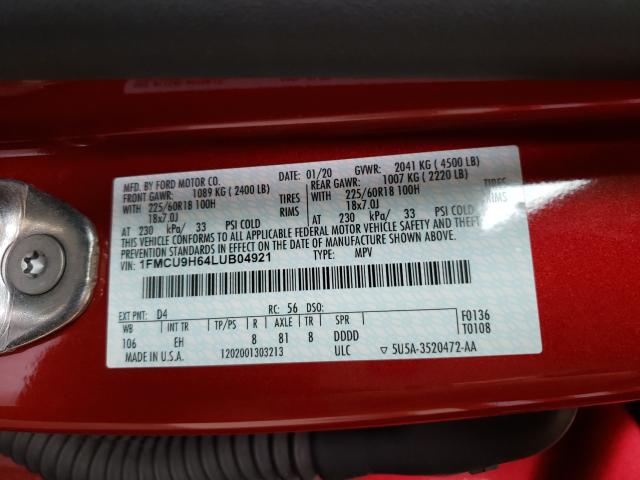 MFD. BY FORD MOTOR CO. DATE: 01/20 GVWR: 2041 KG ( 4500 LB)
FRONT GAWR: 1089 KG ( 2400 LB) REAR GAWR: 1007 KG ( 2220 LB)
WITH 225/60R18 100H TIRES WITH 225/60R18 100H TIRES
18x7.0J RIMS 18x7.0J RIMS
AT 230 kPa/ 33 PSI COLD AT 230 kPa/ 33 PSI COLD
THIS VEHICLE CONFORMS TO ALL APPLICABLE FEDERAL MOTOR VEHICLE SAFETY AND THEFT
PREVENTION STANDARDS IN EFFECT ON THE DATE OF MANUFACTURE SHOWN ABOVE.
VIN: 1FMCU9H64LUB04921 TYPE: MPV
EXT PNT: D4 RC: 56 DSO: F0136
WB INT TR TP/PS R AXLE TR SPR T0108
106 EH 8 81 8 DDDD
MADE IN U.S.A. 1202001303213 ULC ▽ 5U5A-3520472-AA